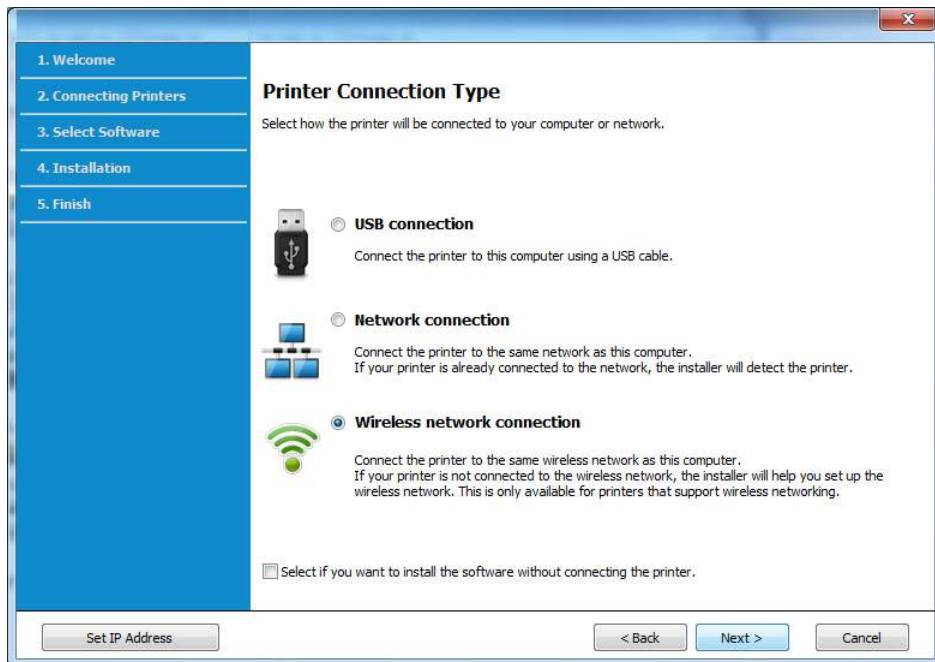 1. Welcome
2. Connecting Printers
3. Select Software
4. Installation
5. Finish
Printer Connection Type
Select how the printer will be connected to your computer or network.
USB connection
Connect the printer to this computer using a USB cable.
Network connection
Connect the printer to the same network as this computer.
If your printer is already connected to the network, the installer will detect the printer.
Wireless network connection
Connect the printer to the same wireless network as this computer.
If your printer is not connected to the wireless network, the installer will help you set up the
wireless network. This is only available for printers that support wireless networking.
Select if you want to install the software without connecting the printer.
Set IP Address
< Back
Next >
Cancel